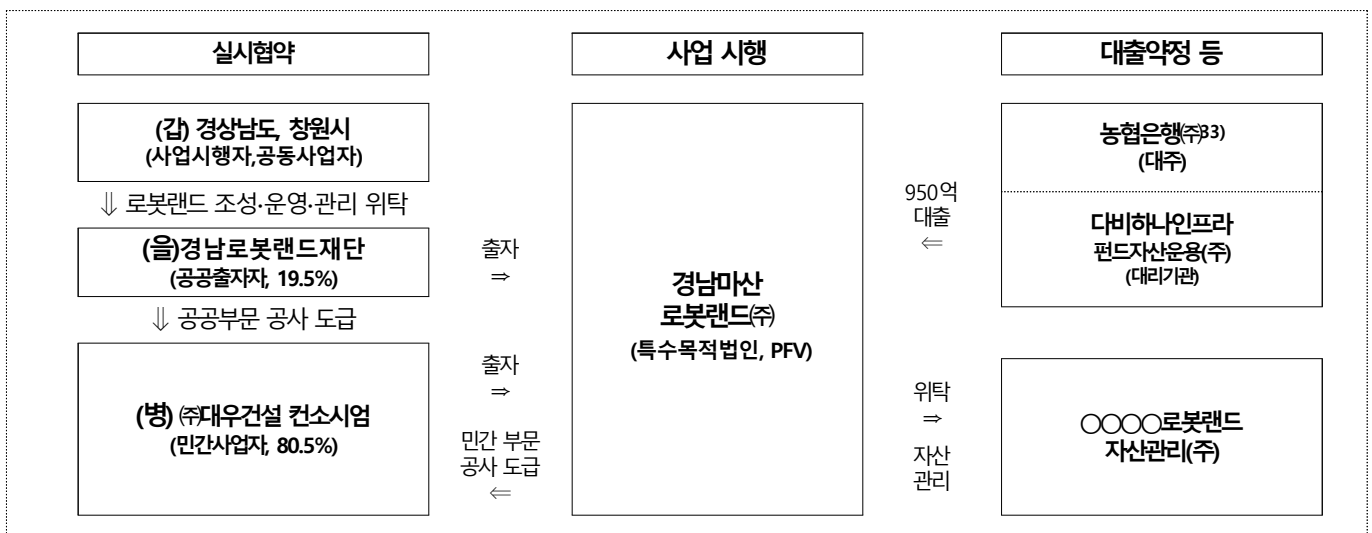 실시협약
사업 시행
대출약정 등
(갑) 경상남도, 창원시
(사업시행자,공동사업자)
⇓ 로봇랜드 조성·운영·관리 위탁
(을)경남로봇랜드재단
(공공출자자, 19.5%)
⇓ 공공부문 공사 도급
(병) ㈜대우건설 컨소시엄
(민간사업자, 80.5%)
출자
⇒
출자
⇒
민간 부문
공사 도급
⇐
경남마산
로봇랜드㈜
(특수목적법인, PFV)
950억
대출
⇐
위탁
⇒
자산
관리
농협은행㈜33)
(대주)
다비하나인프라
펀드자산운용(주)
(대리기관)
○○○○로봇랜드
자산관리(주)